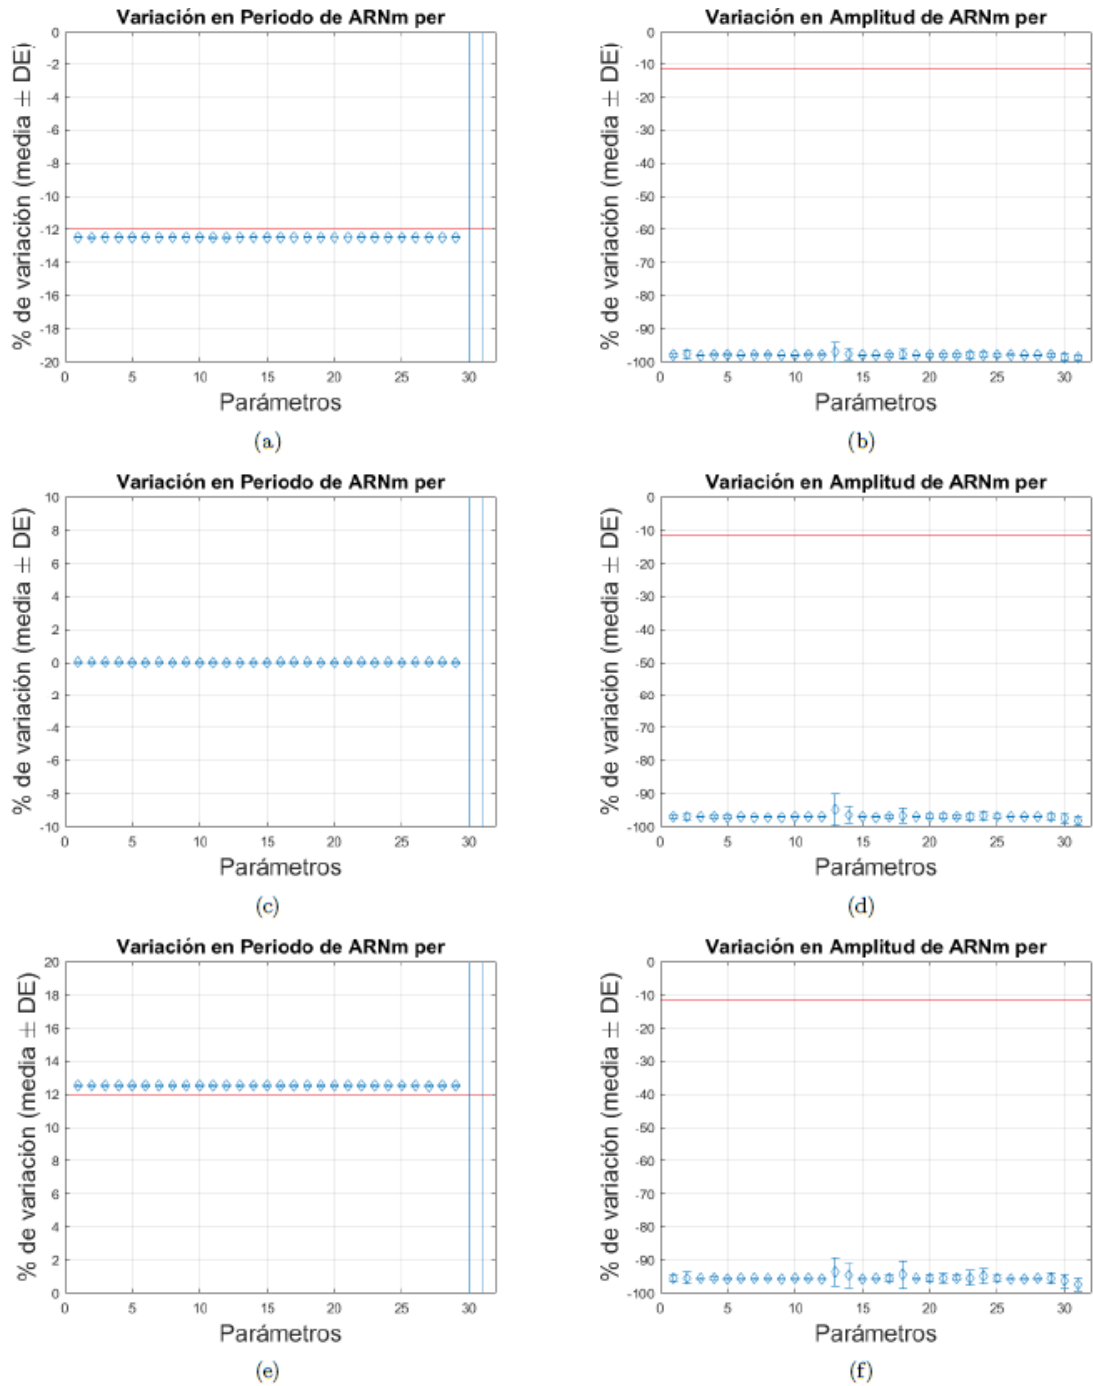 Variación en Periodo de ARNm per
% de variación (media ± DE)
0
-2
-4
-6
-8
-10
-12
-14
-16
-18
-20
0 5 10 15 20 25 30
Parámetros
(a)
Variación en Amplitud de ARNm per
% de variación (media ± DE)
0
-10
-20
-30
-40
-50
-60
-70
-80
-90
-100
0 5 10 15 20 25 30
Parámetros
(b)
Variación en Periodo de ARNm per
% de variación (media ± DE)
10
8
6
4
2
0
-2
-4
-6
-8
-10
0 5 10 15 20 25 30
Parámetros
(c)
Variación en Amplitud de ARNm per
% de variación (media ± DE)
0
-10
-20
-30
-40
-50
-60
-70
-80
-90
-100
0 5 10 15 20 25 30
Parámetros
(d)
Variación en Periodo de ARNm per
% de variación (media ± DE)
20
18
16
14
12
10
8
6
4
2
0
0 5 10 15 20 25 30
Parámetros
(e)
Variación en Amplitud de ARNm per
% de variación (media ± DE)
0
-10
-20
-30
-40
-50
-60
-70
-80
-90
-100
0 5 10 15 20 25 30
Parámetros
(f)